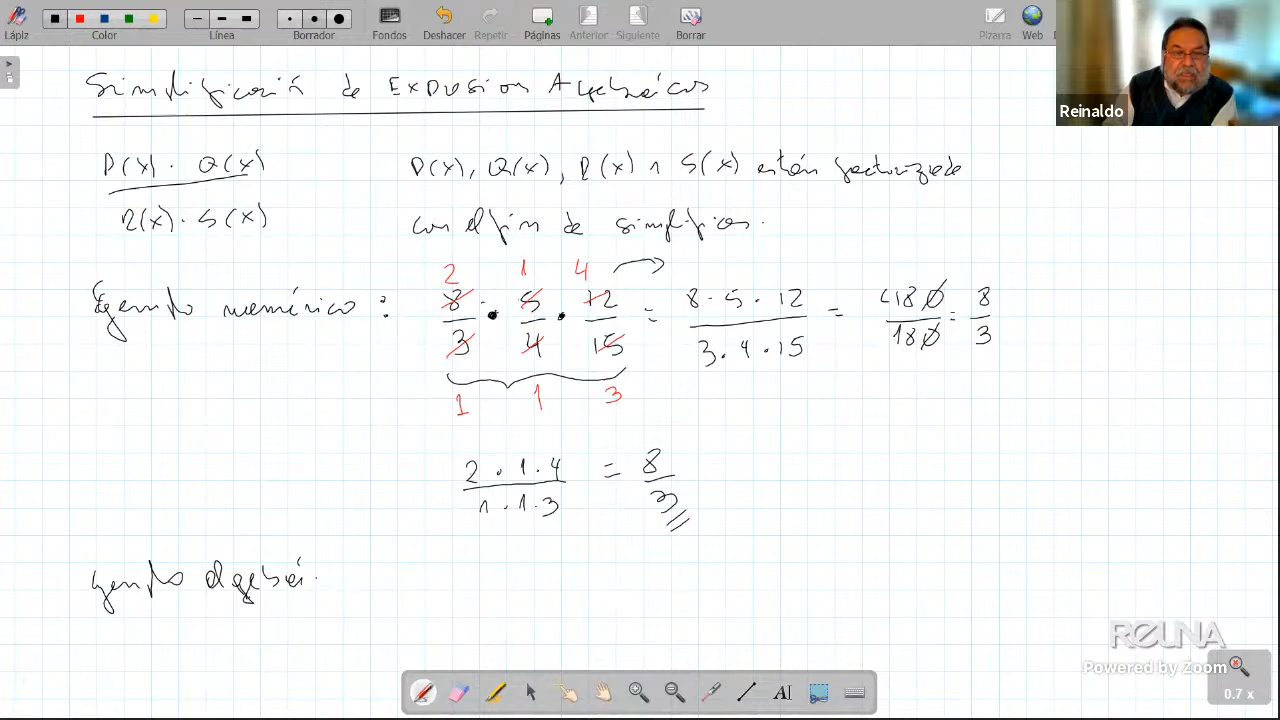 Lápiz Color Línea Borrador Fondos Deshacer Repetir Páginas Anterior Siguiente Borrar Pizarra Web
Reinaldo
Simplificación de Expresion Algebraicas
P(x) · Q(x)
R(x) · S(x)
P(x), Q(x), R(x) ∧ S(x) están factorizada
con el fin de simplificar.
2 1 4
Ejemplo numérico : 8/3 · 5/4 · 12/15 = 8 · 5 · 12 / 3 · 4 · 15 = 480/180 = 8/3
1 1 3
2 · 1 · 4 / 1 · 1 · 3 = 8/3
Ejemplo algebrai.
REUNA
Powered by Zoom
0.7 x